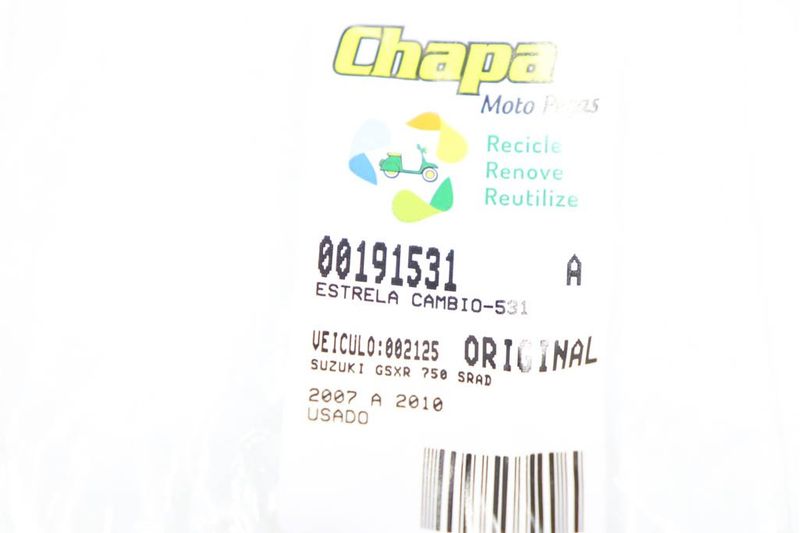 Chapa
Moto Peças
Recicle
Renove
Reutilize
00191531 A
ESTRELA CAMBIO-531
VEICULO:002125 ORIGINAL
SUZUKI GSXR 750 SRAD
2007 A 2010
USADO